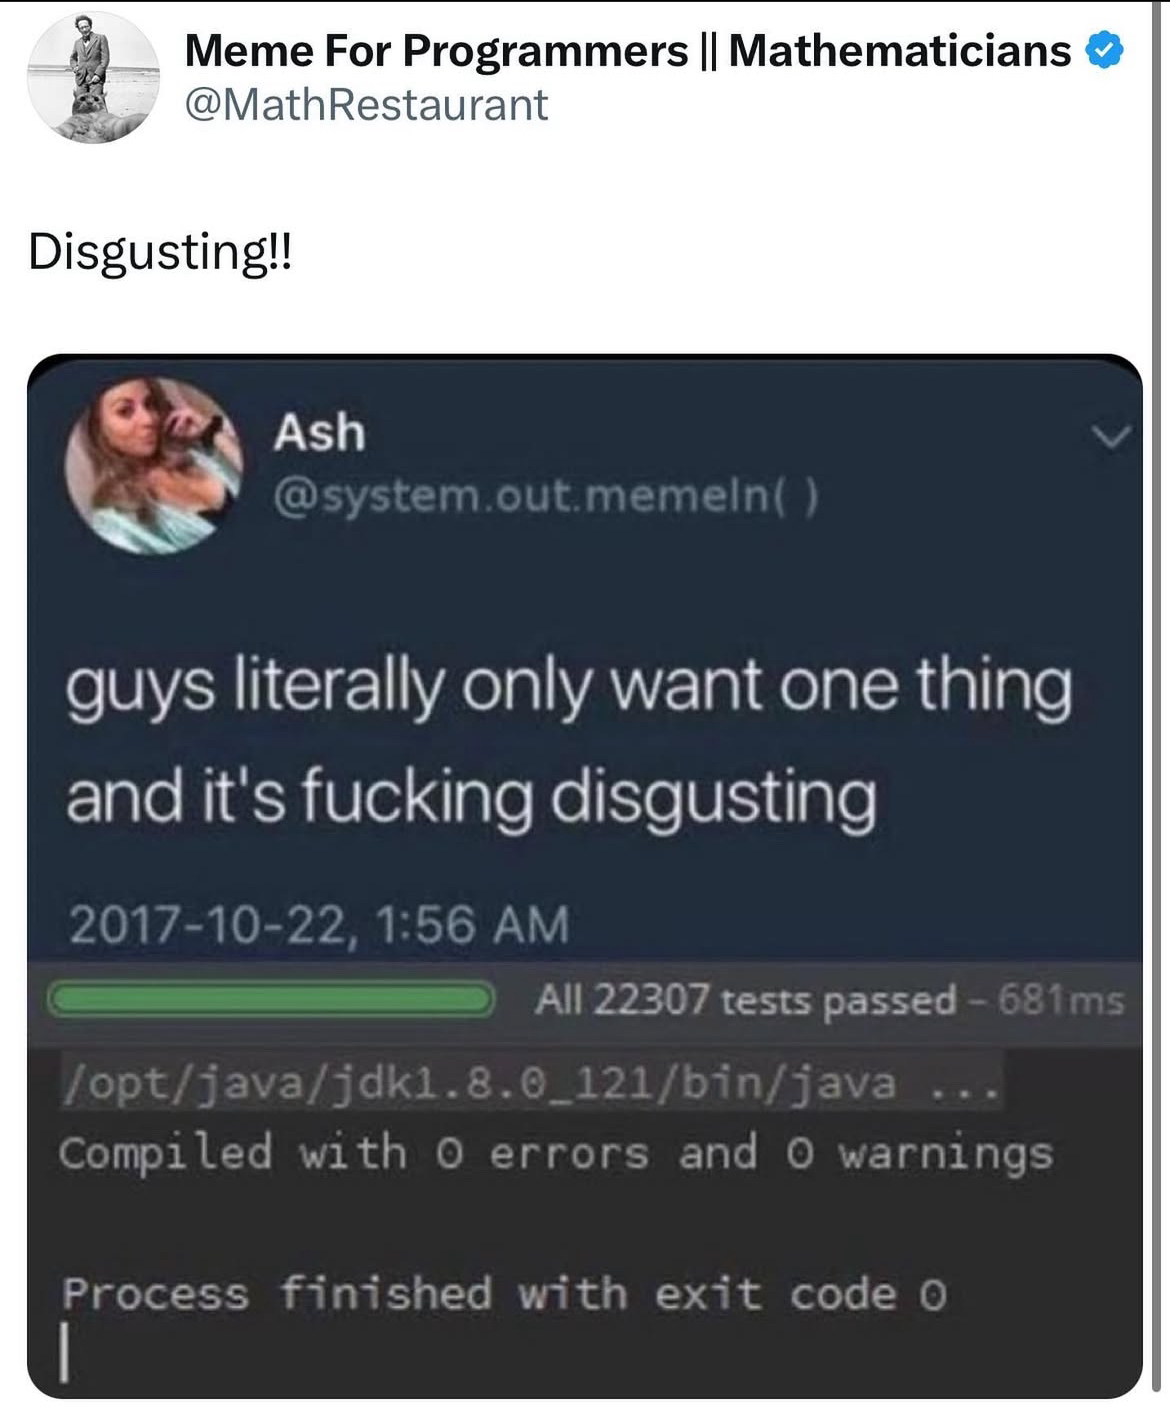 Meme For Programmers || Mathematicians
@MathRestaurant
Disgusting!!
Ash
@system.out.memeln( )
guys literally only want one thing
and it's fucking disgusting
2017-10-22, 1:56 AM
All 22307 tests passed – 681ms
/opt/java/jdk1.8.0_121/bin/java ...
Compiled with 0 errors and 0 warnings
Process finished with exit code 0